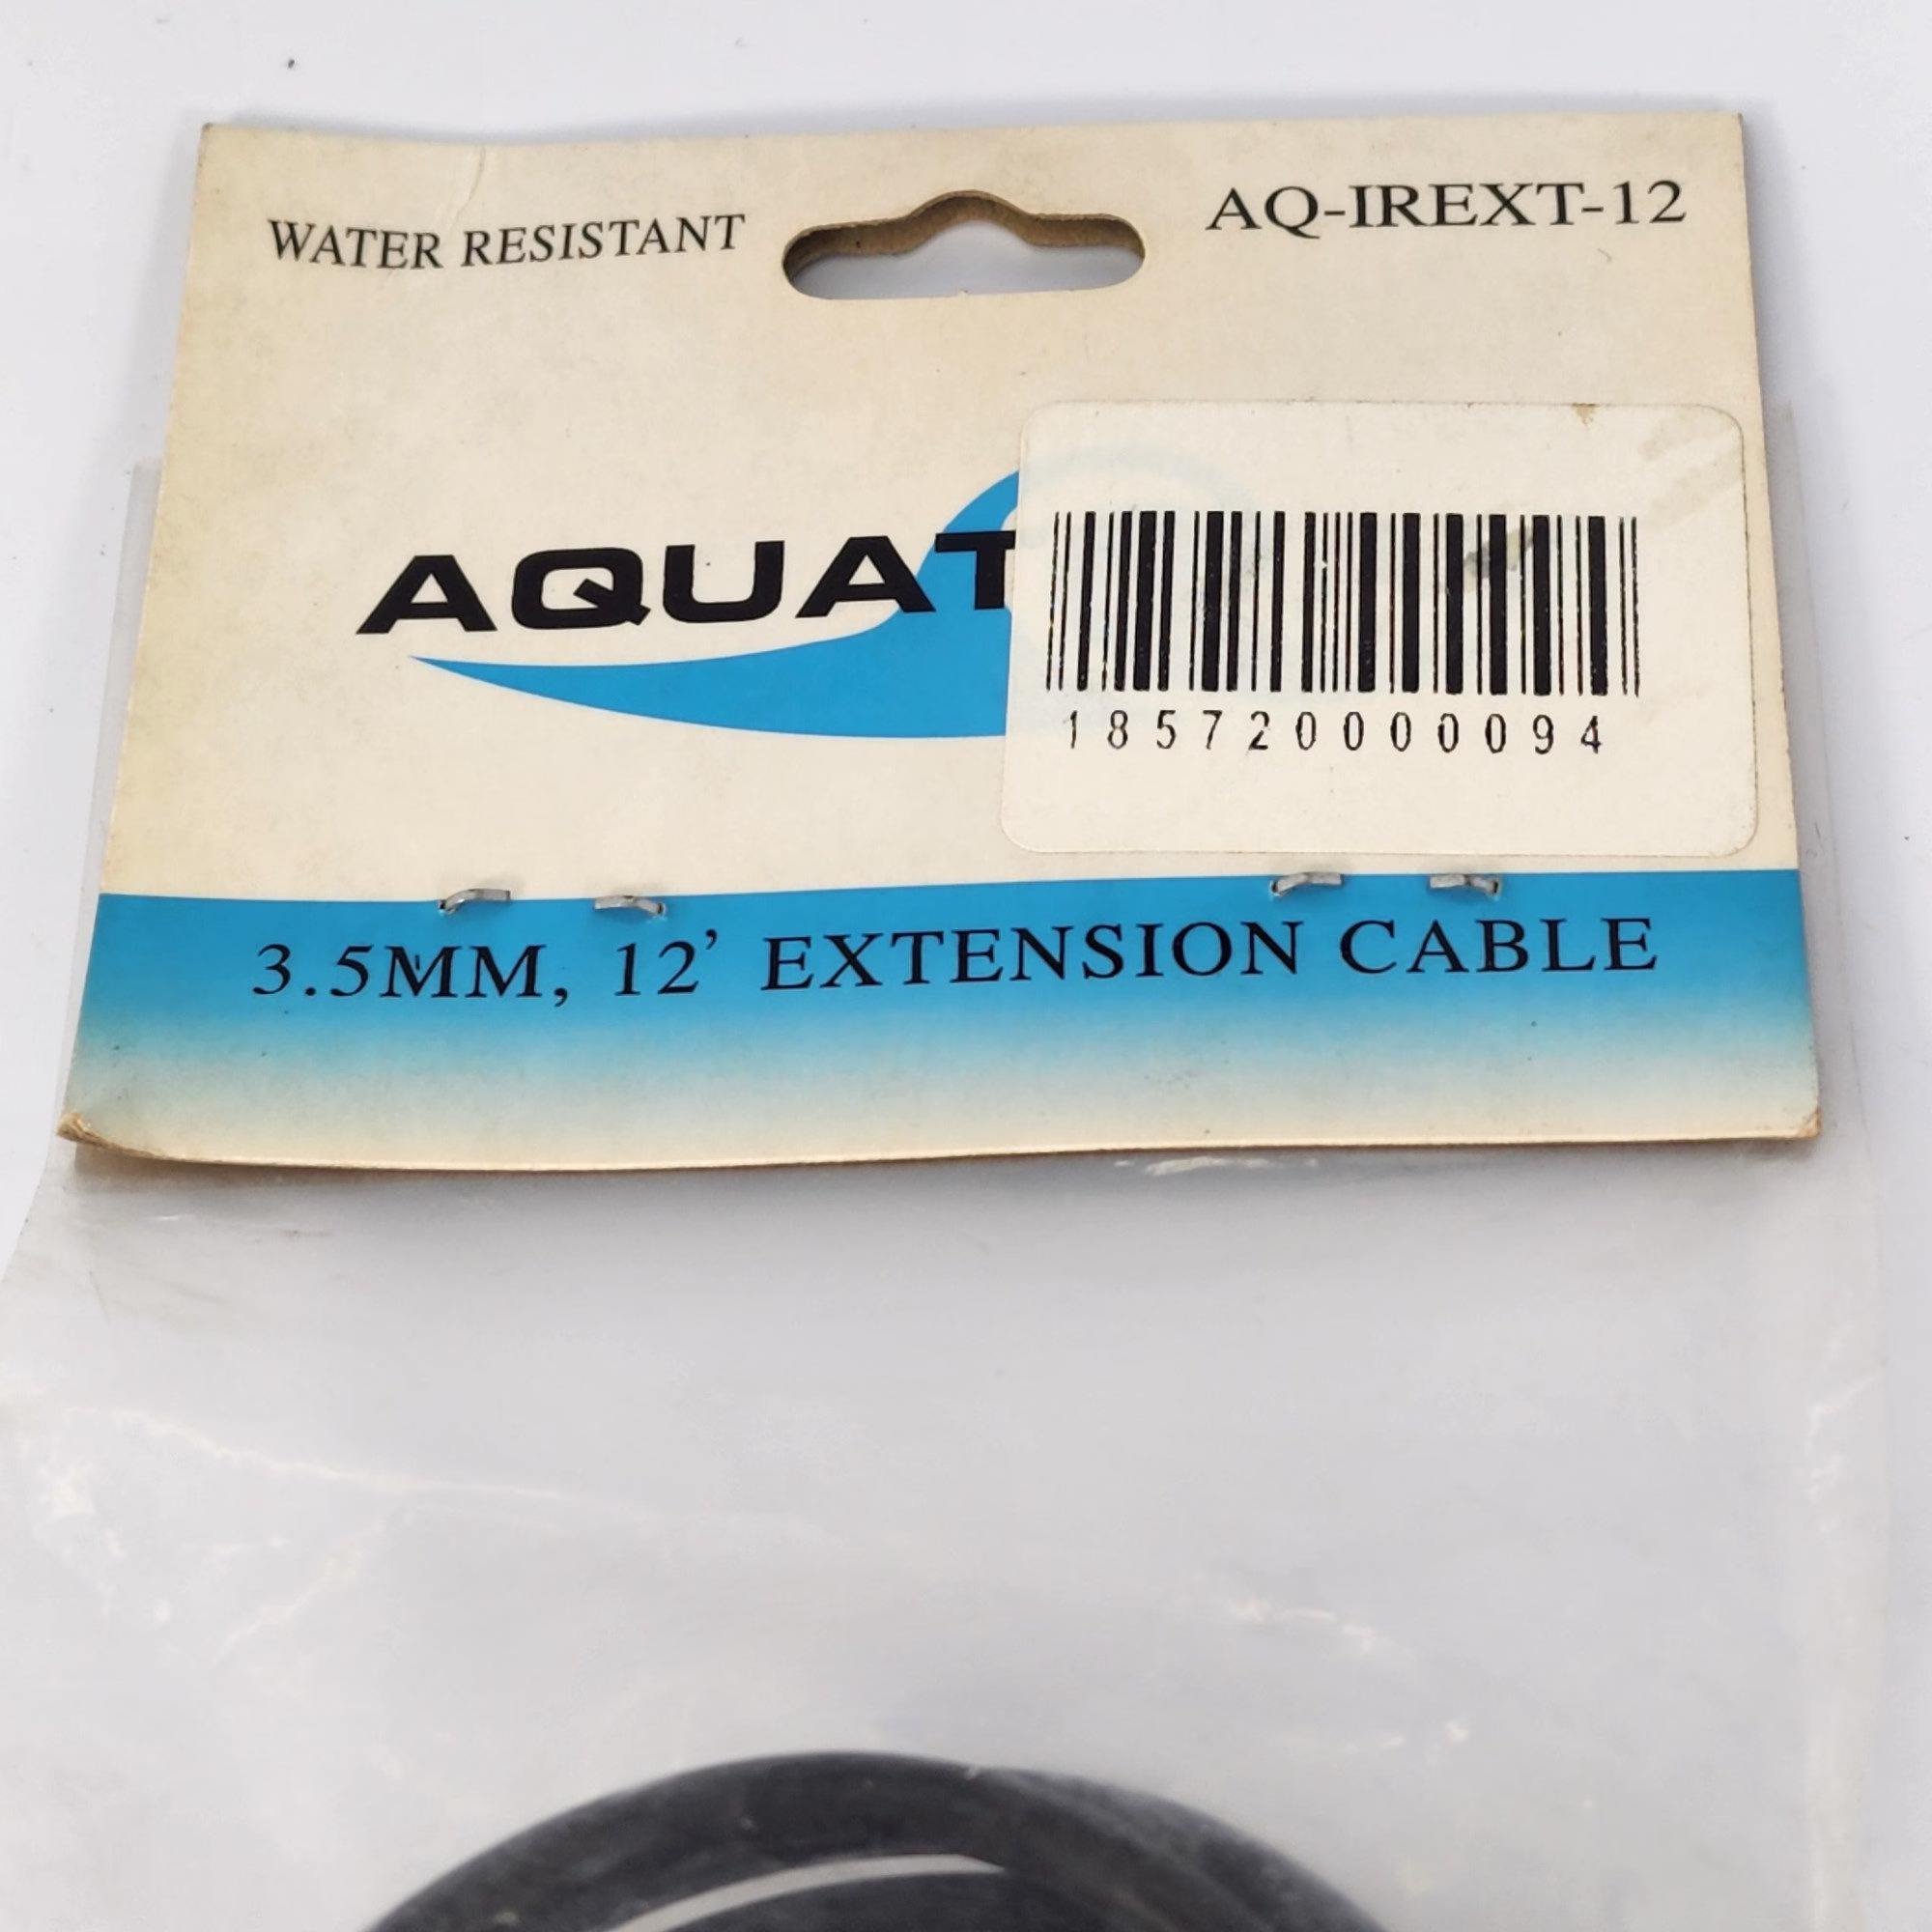 WATER RESISTANT
AQ-IREXT-12
AQUAT
185720000094
3.5MM, 12’ EXTENSION CABLE